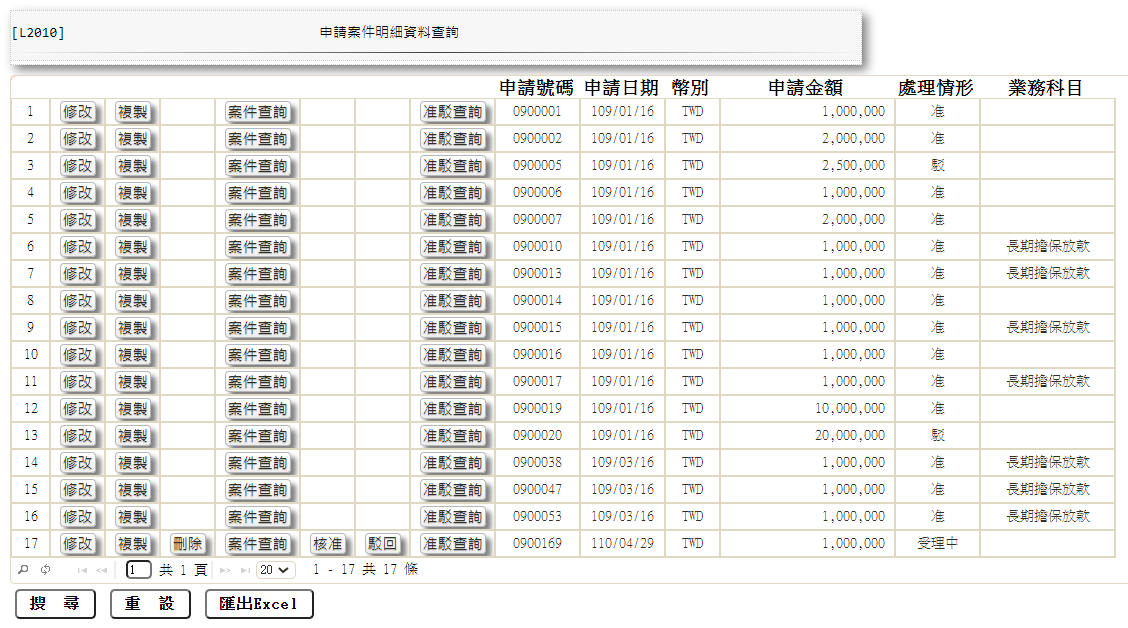 [L2010] 申請案件明細資料查詢
申請號碼 申請日期 幣別 申請金額 處理情形 業務科目
1 修改 複製 案件查詢 准駁查詢 0900001 109/01/16 TWD 1,000,000 准
2 修改 複製 案件查詢 准駁查詢 0900002 109/01/16 TWD 2,000,000 准
3 修改 複製 案件查詢 准駁查詢 0900005 109/01/16 TWD 2,500,000 駁
4 修改 複製 案件查詢 准駁查詢 0900006 109/01/16 TWD 1,000,000 准
5 修改 複製 案件查詢 准駁查詢 0900007 109/01/16 TWD 2,000,000 准
6 修改 複製 案件查詢 准駁查詢 0900010 109/01/16 TWD 1,000,000 准 長期擔保放款
7 修改 複製 案件查詢 准駁查詢 0900013 109/01/16 TWD 1,000,000 准 長期擔保放款
8 修改 複製 案件查詢 准駁查詢 0900014 109/01/16 TWD 1,000,000 准
9 修改 複製 案件查詢 准駁查詢 0900015 109/01/16 TWD 1,000,000 准 長期擔保放款
10 修改 複製 案件查詢 准駁查詢 0900016 109/01/16 TWD 1,000,000 准
11 修改 複製 案件查詢 准駁查詢 0900017 109/01/16 TWD 1,000,000 准 長期擔保放款
12 修改 複製 案件查詢 准駁查詢 0900019 109/01/16 TWD 10,000,000 准
13 修改 複製 案件查詢 准駁查詢 0900020 109/01/16 TWD 20,000,000 駁
14 修改 複製 案件查詢 准駁查詢 0900038 109/03/16 TWD 1,000,000 准 長期擔保放款
15 修改 複製 案件查詢 准駁查詢 0900047 109/03/16 TWD 1,000,000 准 長期擔保放款
16 修改 複製 案件查詢 准駁查詢 0900053 109/03/16 TWD 1,000,000 准 長期擔保放款
17 修改 複製 刪除 案件查詢 核准 駁回 准駁查詢 0900169 110/04/29 TWD 1,000,000 受理中
1 共 1 頁 20 1 - 17 共 17 條
搜 尋 重 設 匯出Excel